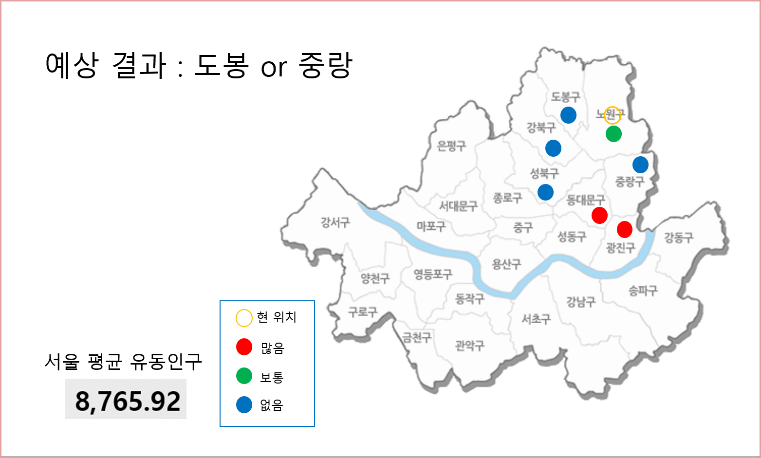 예상 결과 : 도봉 or 중랑
도봉구
노원구
강북구
은평구
성북구
중랑구
종로구
동대문구
서대문구
강서구
마포구
중구
성동구
광진구
강동구
용산구
양천구
영등포구
송파구
동작구
강남구
구로구
서초구
금천구
관악구
현 위치
많음
보통
없음
서울 평균 유동인구
8,765.92